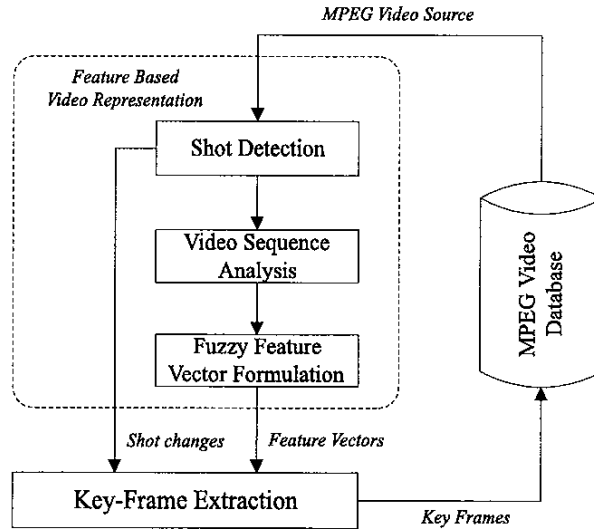 MPEG Video Source
Feature Based
Video Representation
Shot Detection
Video Sequence
Analysis
Fuzzy Feature
Vector Formulation
MPEG Video
Database
Shot changes
Feature Vectors
Key-Frame Extraction
Key Frames